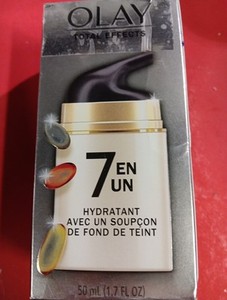 OLAY
TOTAL EFFECTS
7 EN
UN
HYDRATANT
AVEC UN SOUPÇON
DE FOND DE TEINT
50 mL (1.7 FL OZ)